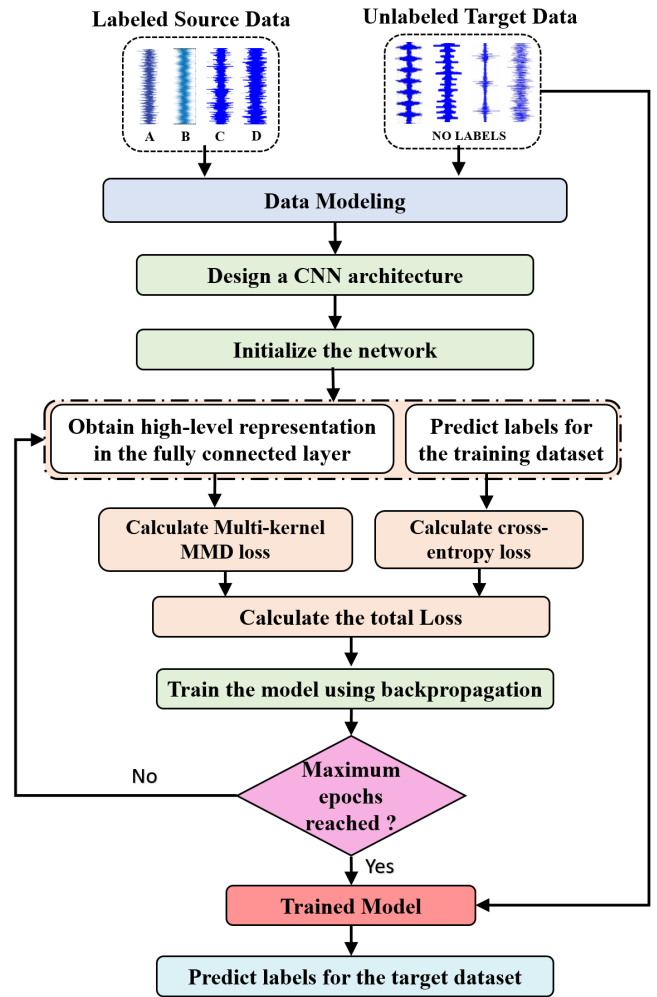 Labeled Source Data
Unlabeled Target Data
A B C D
NO LABELS
Data Modeling
Design a CNN architecture
Initialize the network
Obtain high-level representation
in the fully connected layer
Predict labels for
the training dataset
Calculate Multi-kernel
MMD loss
Calculate cross-
entropy loss
Calculate the total Loss
Train the model using backpropagation
Maximum
epochs
reached ?
No
Yes
Trained Model
Predict labels for the target dataset